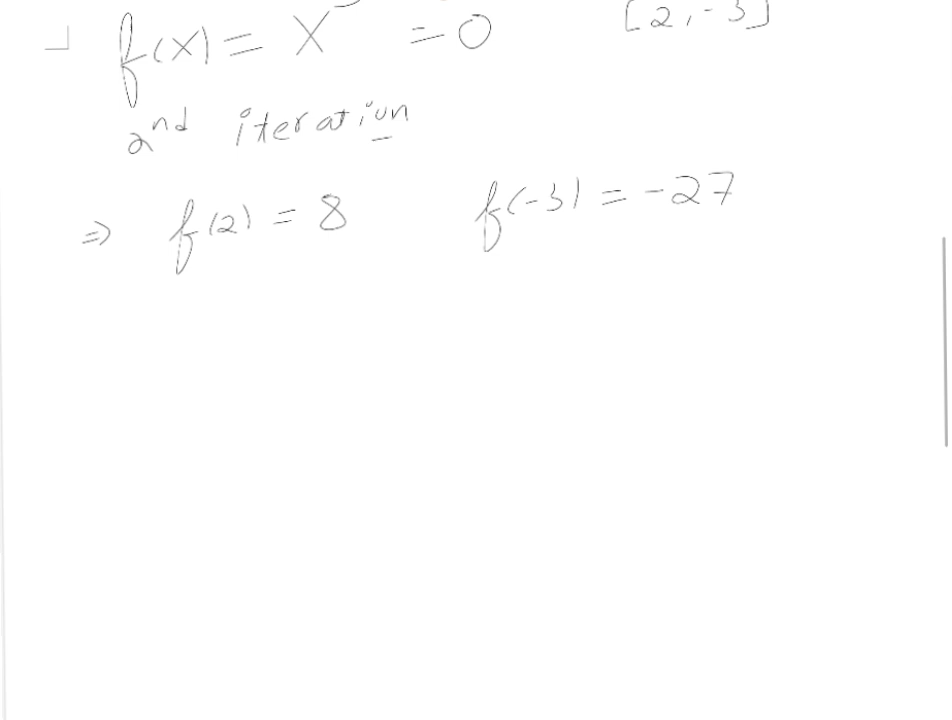 f(x) = x = 0 [2, -3]
2nd iteration
⇒ f(2) = 8 f(-3) = -27